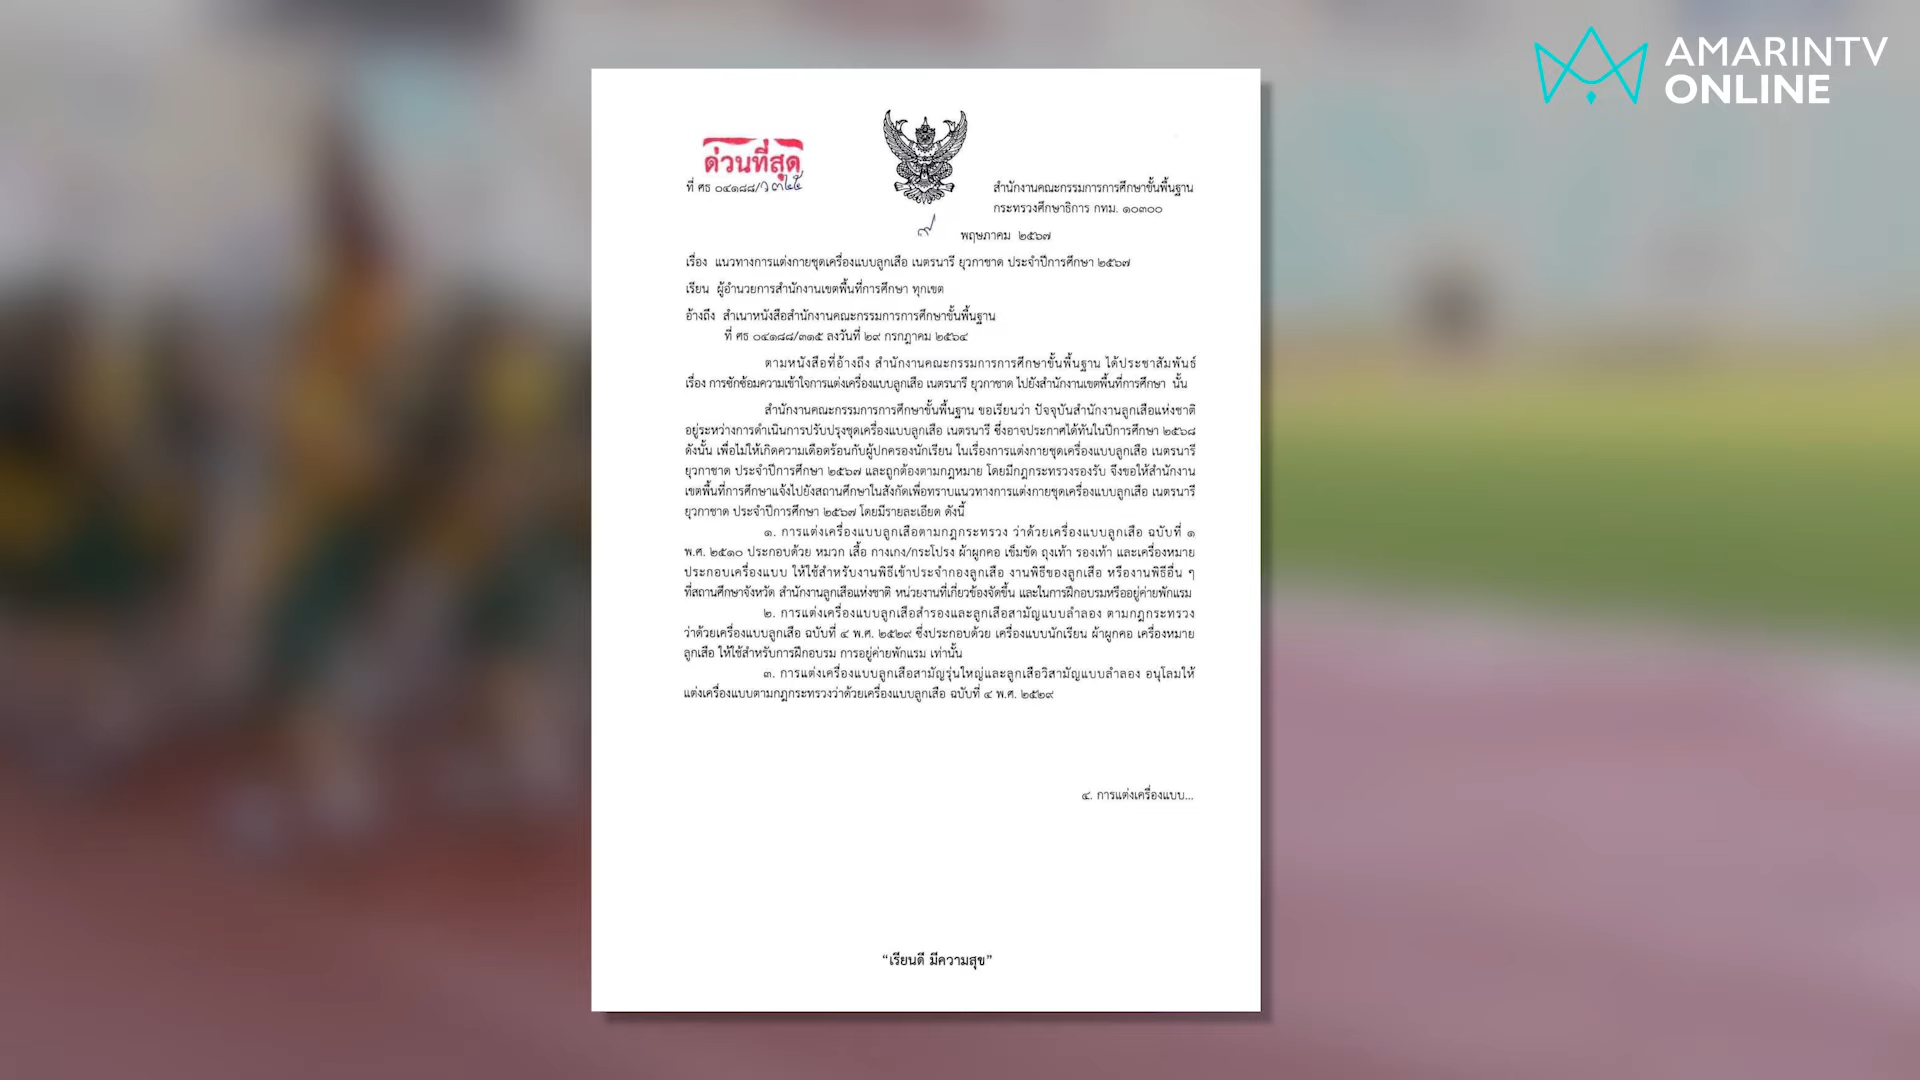 AMARINTV
ONLINE
ด่วนที่สุด
ที่ ศธ ๐๔๑๘๘/ว๓๒๕
สำนักงานคณะกรรมการการศึกษาขั้นพื้นฐาน
กระทรวงศึกษาธิการ กทม. ๑๐๓๐๐
๙ พฤษภาคม ๒๕๖๗
เรื่อง แนวทางการแต่งกายชุดเครื่องแบบลูกเสือ เนตรนารี ยุวกาชาด ประจำปีการศึกษา ๒๕๖๗
เรียน ผู้อำนวยการสำนักงานเขตพื้นที่การศึกษา ทุกเขต
อ้างถึง สำเนาหนังสือสำนักงานคณะกรรมการการศึกษาขั้นพื้นฐาน
ที่ ศธ ๐๔๑๘๘/๓๑๕ ลงวันที่ ๒๙ กรกฎาคม ๒๕๖๔
ตามหนังสือที่อ้างถึง สำนักงานคณะกรรมการการศึกษาขั้นพื้นฐาน ได้ประชาสัมพันธ์
เรื่อง การซักซ้อมความเข้าใจการแต่งเครื่องแบบลูกเสือ เนตรนารี ยุวกาชาด ไปยังสำนักงานเขตพื้นที่การศึกษา นั้น
สำนักงานคณะกรรมการการศึกษาขั้นพื้นฐาน ขอเรียนว่า ปัจจุบันสำนักงานลูกเสือแห่งชาติ
อยู่ระหว่างการดำเนินการปรับปรุงชุดเครื่องแบบลูกเสือ เนตรนารี ซึ่งอาจประกาศได้ทันในปีการศึกษา ๒๕๖๘
ดังนั้น เพื่อไม่ให้เกิดความเดือดร้อนกับผู้ปกครองนักเรียน ในเรื่องการแต่งกายชุดเครื่องแบบลูกเสือ เนตรนารี
ยุวกาชาด ประจำปีการศึกษา ๒๕๖๗ และถูกต้องตามกฎหมาย โดยมีกฎกระทรวงรองรับ จึงขอให้สำนักงาน
เขตพื้นที่การศึกษาแจ้งไปยังสถานศึกษาในสังกัดเพื่อทราบแนวทางการแต่งกายชุดเครื่องแบบลูกเสือ เนตรนารี
ยุวกาชาด ประจำปีการศึกษา ๒๕๖๗ โดยมีรายละเอียด ดังนี้
๑. การแต่งเครื่องแบบลูกเสือตามกฎกระทรวง ว่าด้วยเครื่องแบบลูกเสือ ฉบับที่ ๑
พ.ศ. ๒๕๑๐ ประกอบด้วย หมวก เสื้อ กางเกง/กระโปรง ผ้าผูกคอ เข็มขัด ถุงเท้า รองเท้า และเครื่องหมาย
ประกอบเครื่องแบบ ให้ใช้สำหรับงานพิธีเข้าประจำกองลูกเสือ งานพิธีของลูกเสือ หรืองานพิธีอื่น ๆ
ที่สถานศึกษาจังหวัด สำนักงานลูกเสือแห่งชาติ หน่วยงานที่เกี่ยวข้องจัดขึ้น และในการฝึกอบรมหรืออยู่ค่ายพักแรม
๒. การแต่งเครื่องแบบลูกเสือสำรองและลูกเสือสามัญแบบลำลอง ตามกฎกระทรวง
ว่าด้วยเครื่องแบบลูกเสือ ฉบับที่ ๔ พ.ศ. ๒๕๒๙ ซึ่งประกอบด้วย เครื่องแบบนักเรียน ผ้าผูกคอ เครื่องหมาย
ลูกเสือ ให้ใช้สำหรับการฝึกอบรม การอยู่ค่ายพักแรม เท่านั้น
๓. การแต่งเครื่องแบบลูกเสือสามัญรุ่นใหญ่และลูกเสือวิสามัญแบบลำลอง อนุโลมให้
แต่งเครื่องแบบตามกฎกระทรวงว่าด้วยเครื่องแบบลูกเสือ ฉบับที่ ๔ พ.ศ. ๒๕๒๙
๔. การแต่งเครื่องแบบ...
“เรียนดี มีความสุข”